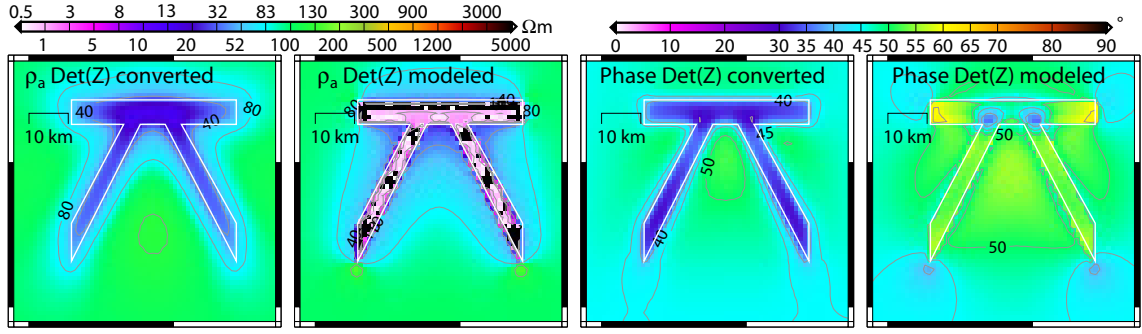 0.5 3 8 13 32 83 130 300 900 3000 Ωm
1 5 10 20 52 100 200 500 1200 5000
0 10 20 30 35 40 45 50 55 60 65 70 80 90 °
ρa Det(Z) converted
40 40 80
10 km
80
ρa Det(Z) modeled
80 40 80
10 km
40
Phase Det(Z) converted
40
10 km
45
50
40
Phase Det(Z) modeled
10 km
50
50